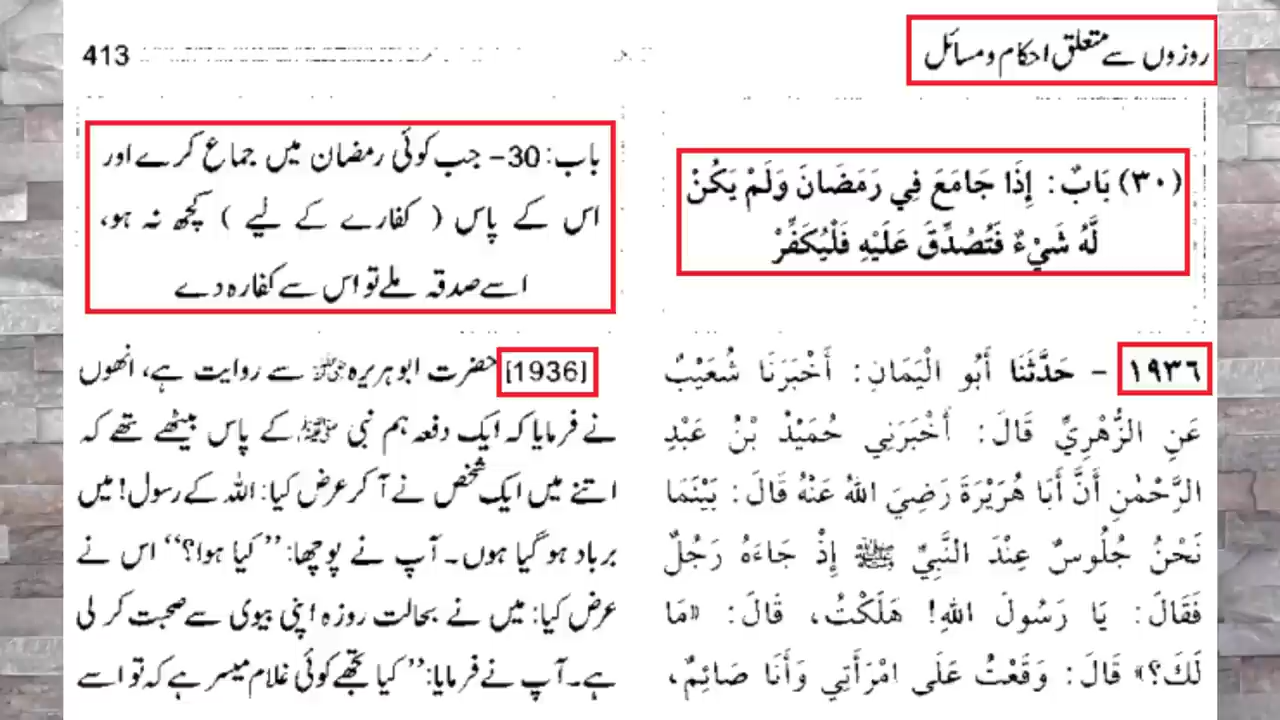 روزوں سے متعلق احکام و مسائل
413
(٣٠) بَابٌ: إِذَا جَامَعَ فِي رَمَضَانَ وَلَمْ يَكُنْ
لَّهُ شَيْءٌ فَتُصُدِّقَ عَلَيْهِ فَلْيُكَفِّرْ
١٩٣٦ - حَدَّثَنَا أَبُو الْيَمَانِ: أَخْبَرَنَا شُعَيْبٌ
عَنِ الزُّهْرِيِّ قَالَ: أَخْبَرَنِي حُمَيْدُ بْنُ عَبْدِ
الرَّحْمٰنِ أَنَّ أَبَا هُرَيْرَةَ رَضِيَ اللهُ عَنْهُ قَالَ: بَيْنَمَا
نَحْنُ جُلُوسٌ عِنْدَ النَّبِيِّ ﷺ إِذْ جَاءَهُ رَجُلٌ
فَقَالَ: يَا رَسُولَ اللهِ! هَلَكْتُ، قَالَ: «مَا
لَكَ؟» قَالَ: وَقَعْتُ عَلَى امْرَأَتِي وَأَنَا صَائِمٌ،
باب: 30- جب کوئی رمضان میں جماع کرے اور
اس کے پاس ( کفارے کے لیے ) کچھ نہ ہو،
اسے صدقہ ملے تو اس سے کفارہ دے
[1936] حضرت ابوہریرہ ؓ سے روایت ہے، انھوں
نے فرمایا کہ ایک دفعہ ہم نبی ﷺ کے پاس بیٹھے تھے کہ
اتنے میں ایک شخص نے آ کر عرض کیا: اللہ کے رسول! میں
برباد ہو گیا ہوں۔ آپ نے پوچھا: ’’کیا ہوا؟‘‘ اس نے
عرض کیا: میں نے بحالت روزہ اپنی بیوی سے صحبت کر لی
ہے۔ آپ نے فرمایا: ’’کیا تجھے کوئی غلام میسر ہے کہ تو اسے